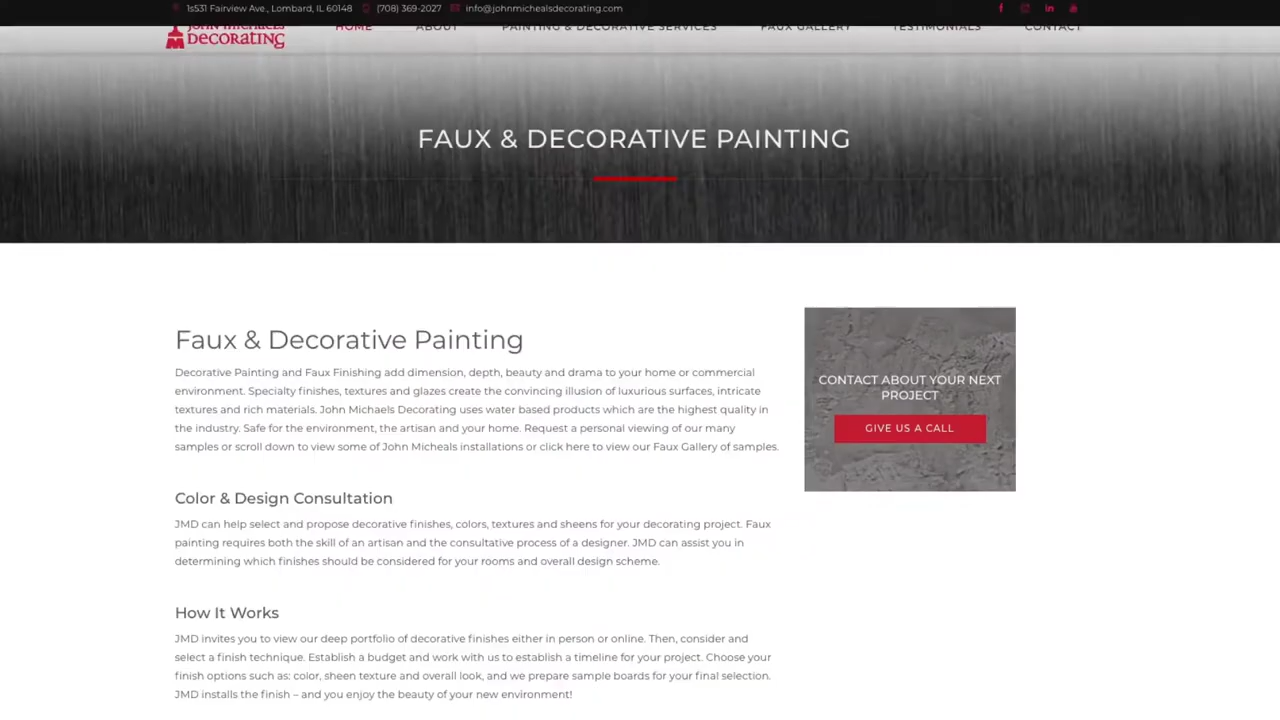 1s531 Fairview Ave., Lombard, IL 60148 (708) 369-2027 info@johnmichealsdecorating.com
John Michaels
Decorating
HOME ABOUT PAINTING & DECORATIVE SERVICES FAUX GALLERY TESTIMONIALS CONTACT
FAUX & DECORATIVE PAINTING
Faux & Decorative Painting
Decorative Painting and Faux Finishing add dimension, depth, beauty and drama to your home or commercial
environment. Specialty finishes, textures and glazes create the convincing illusion of luxurious surfaces, intricate
textures and rich materials. John Michaels Decorating uses water based products which are the highest quality in
the industry. Safe for the environment, the artisan and your home. Request a personal viewing of our many
samples or scroll down to view some of John Micheals installations or click here to view our Faux Gallery of samples.
CONTACT ABOUT YOUR NEXT
PROJECT
GIVE US A CALL
Color & Design Consultation
JMD can help select and propose decorative finishes, colors, textures and sheens for your decorating project. Faux
painting requires both the skill of an artisan and the consultative process of a designer. JMD can assist you in
determining which finishes should be considered for your rooms and overall design scheme.
How It Works
JMD invites you to view our deep portfolio of decorative finishes either in person or online. Then, consider and
select a finish technique. Establish a budget and work with us to establish a timeline for your project. Choose your
finish options such as: color, sheen texture and overall look, and we prepare sample boards for your final selection.
JMD installs the finish – and you enjoy the beauty of your new environment!